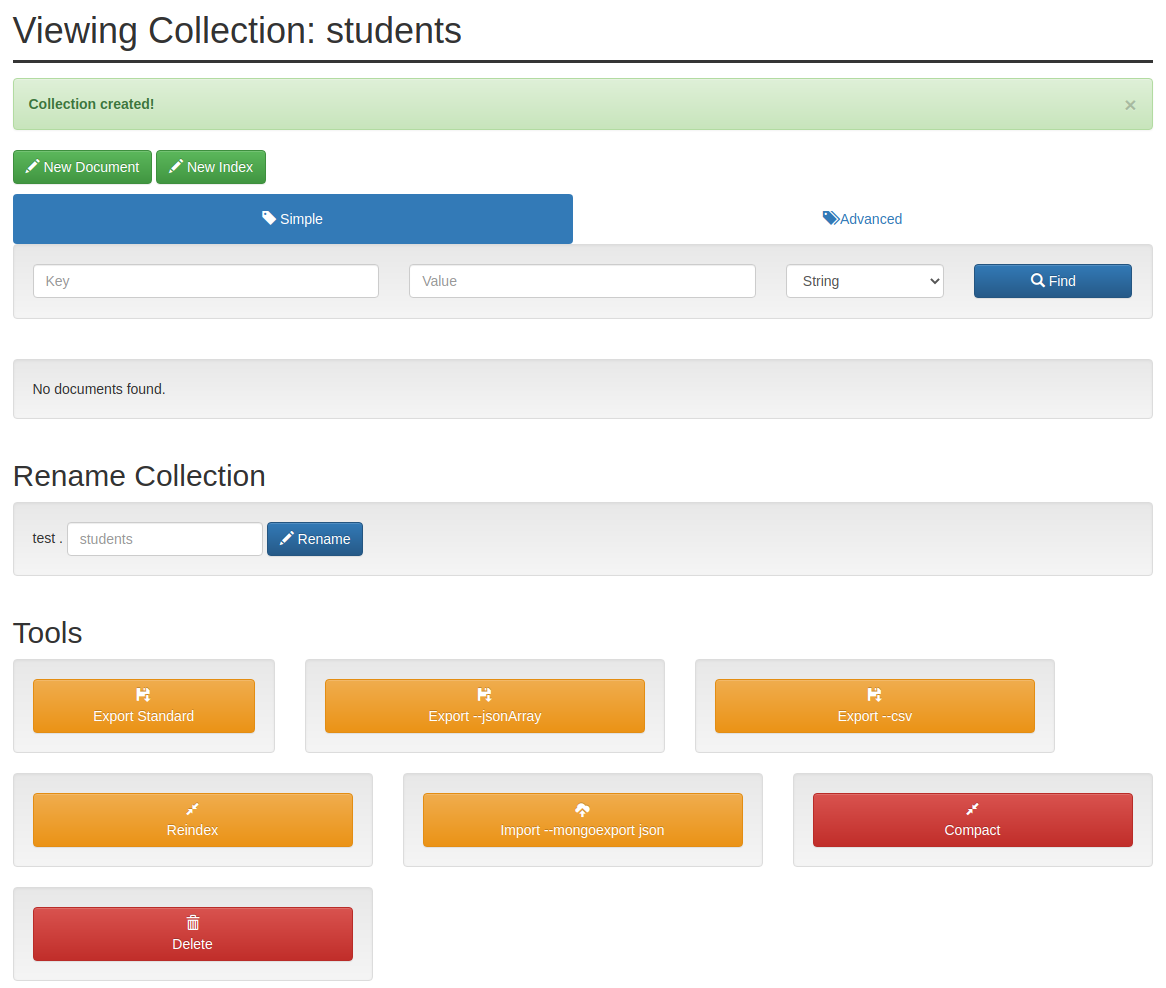 Viewing Collection: students
Collection created!
×
New Document New Index
Simple Advanced
Key Value String Find
No documents found.
Rename Collection
test . students Rename
Tools
Export Standard Export --jsonArray Export --csv
Reindex Import --mongoexport json Compact
Delete